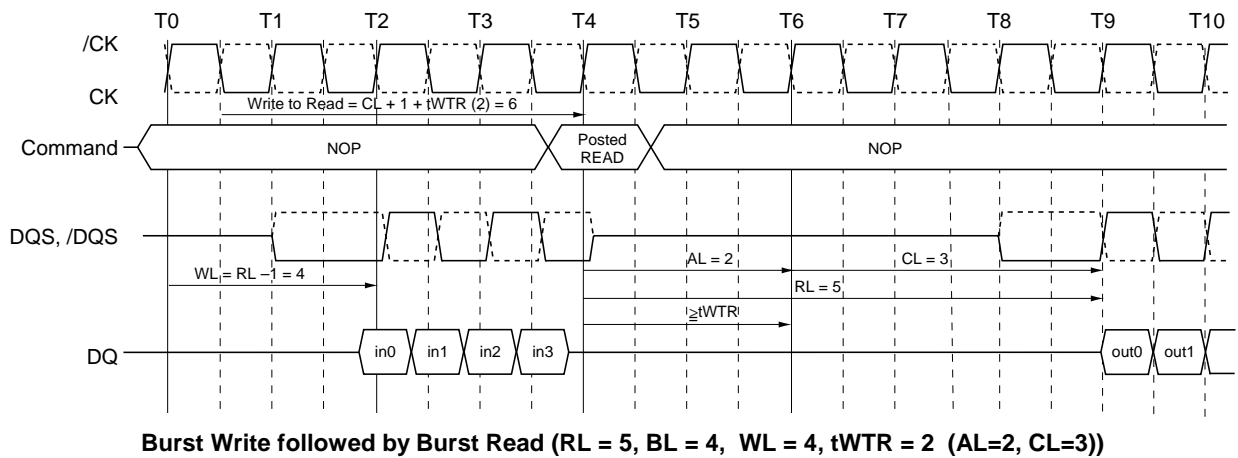 T0 T1 T2 T3 T4 T5 T6 T7 T8 T9 T10
/CK
CK
Write to Read = CL + 1 + tWTR (2) = 6
Command NOP Posted READ NOP
DQS, /DQS
AL = 2 CL = 3
WL = RL –1 = 4
RL = 5
≧tWTR
DQ in0 in1 in2 in3 out0 out1
Burst Write followed by Burst Read (RL = 5, BL = 4, WL = 4, tWTR = 2 (AL=2, CL=3))